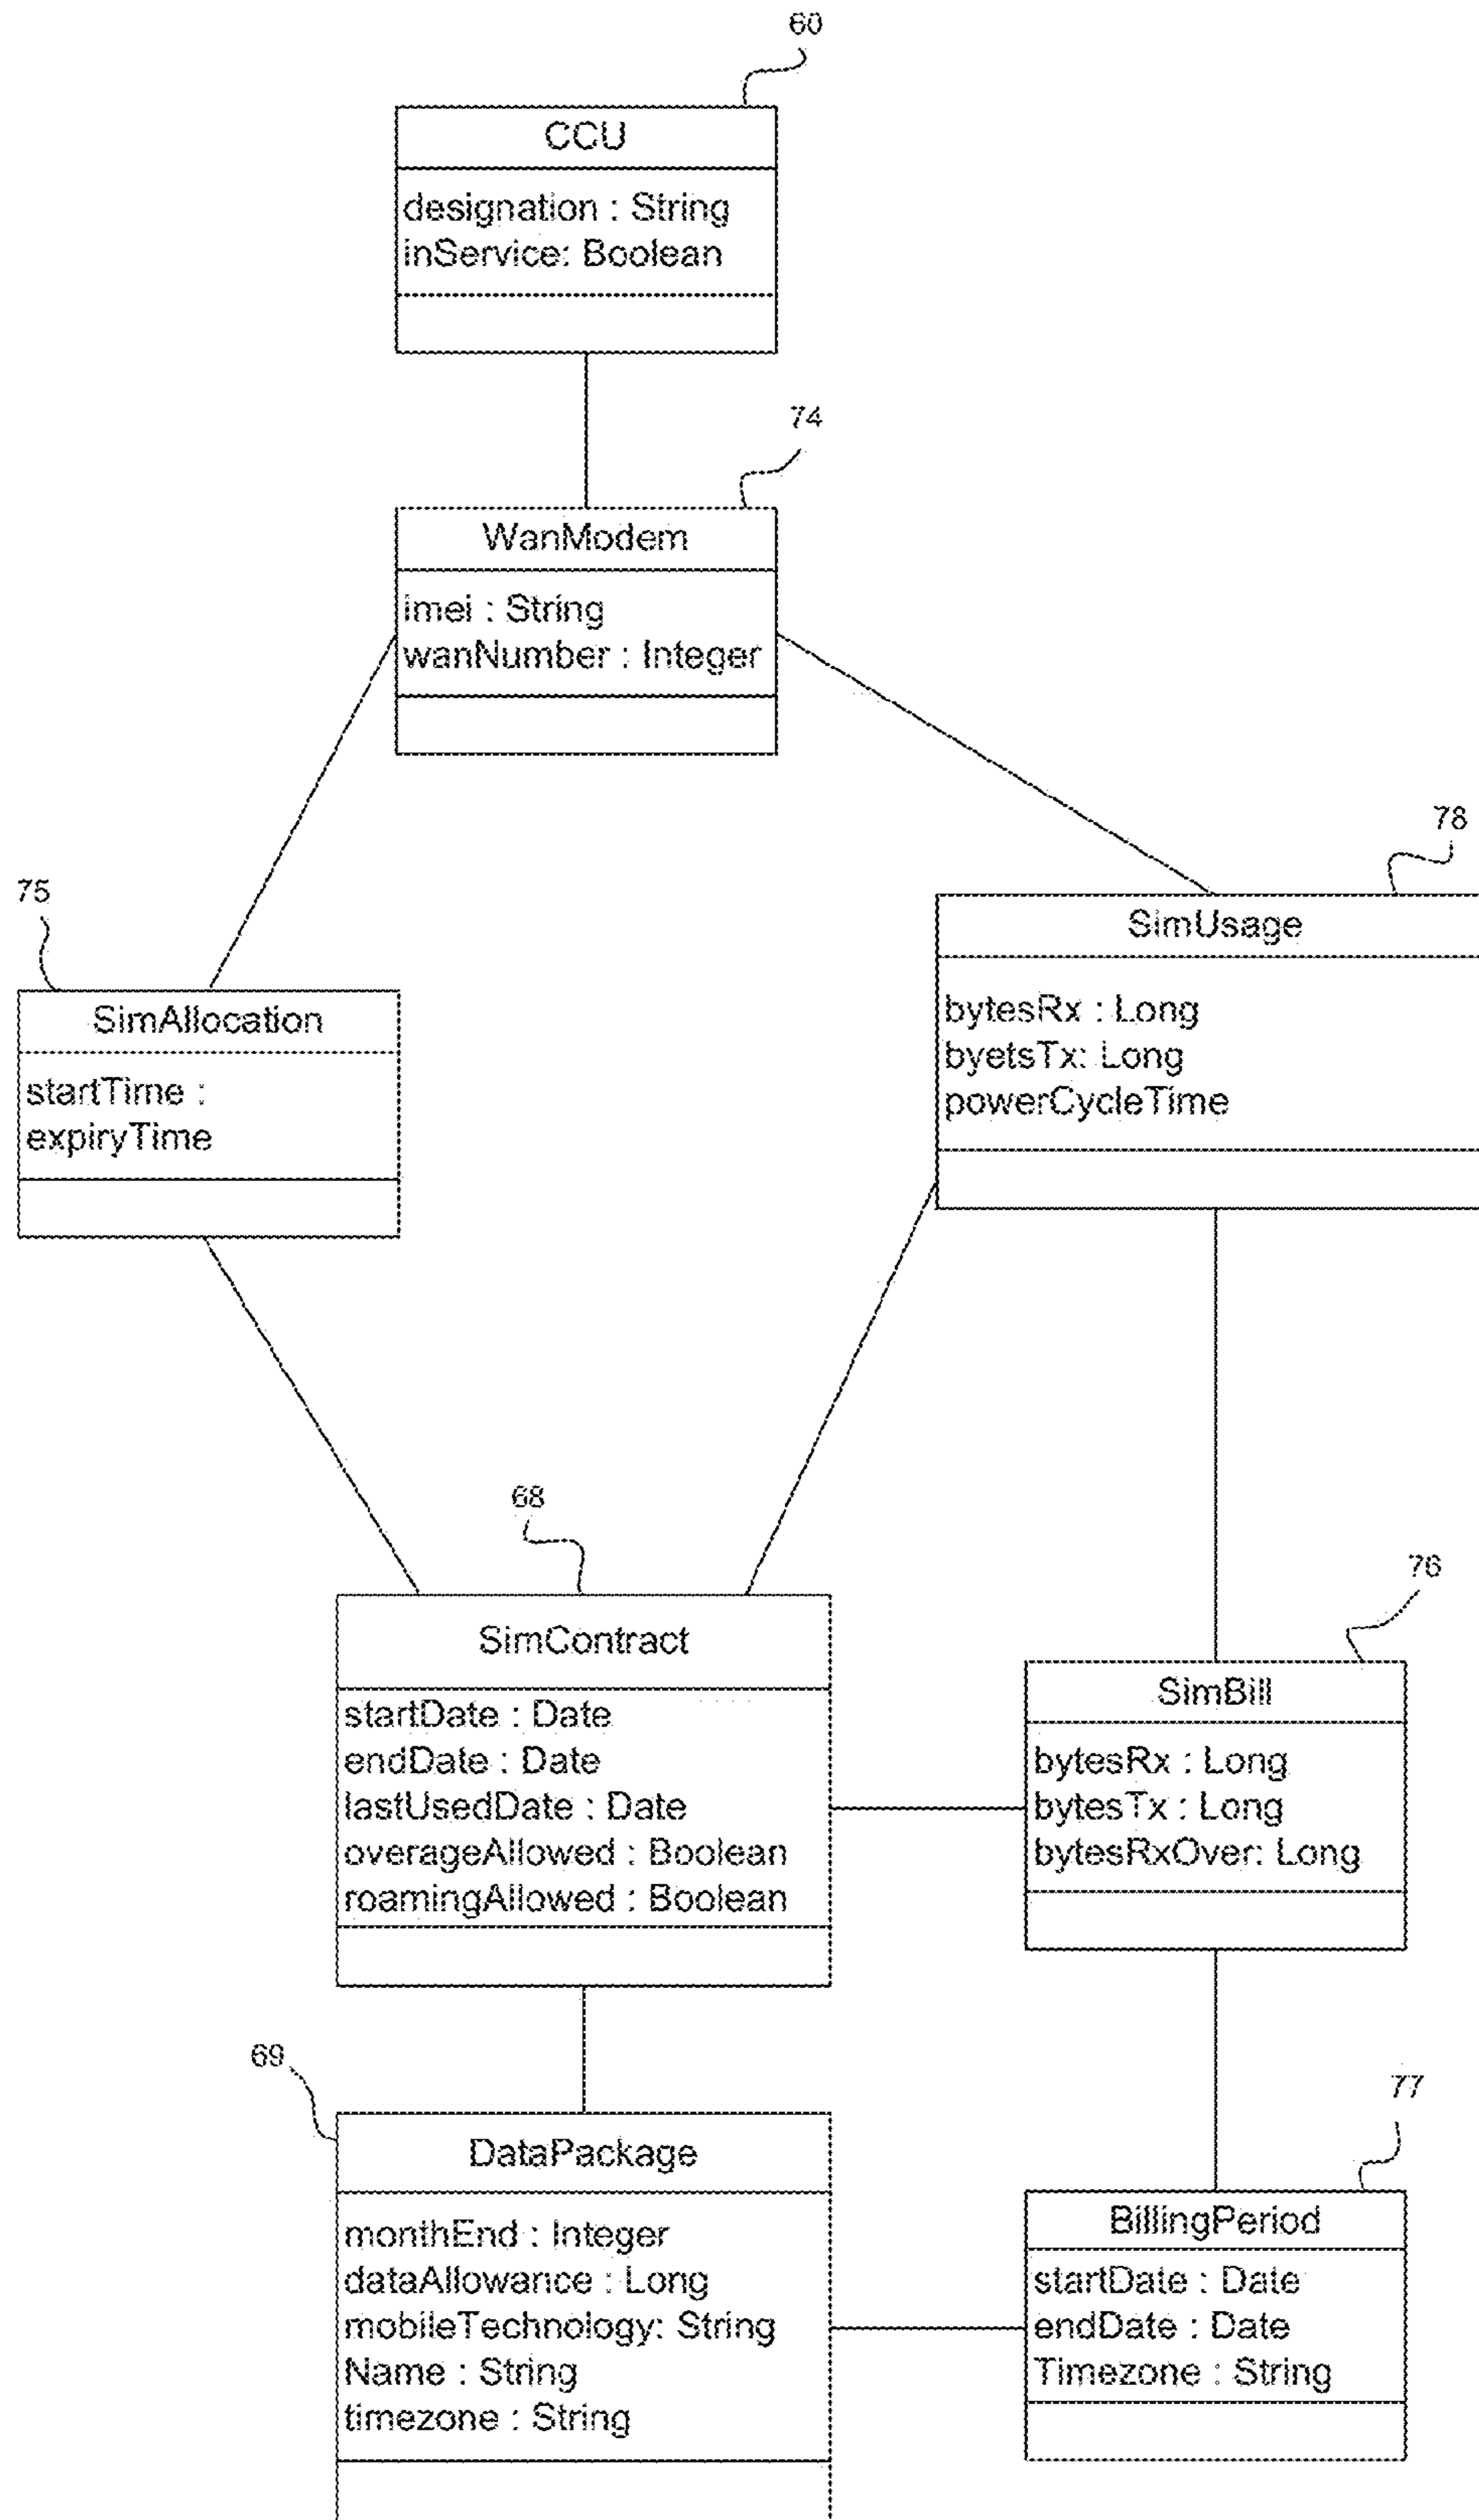 60
CCU
designation : String
inService: Boolean
74
WanModem
imei : String
wanNumber : Integer
78
SimUsage
bytesRx : Long
byetsTx: Long
powerCycleTime
75
SimAllocation
startTime :
expiryTime
68
SimContract
startDate : Date
endDate : Date
lastUsedDate : Date
overageAllowed : Boolean
roamingAllowed : Boolean
76
SimBill
bytesRx : Long
bytesTx : Long
bytesRxOver: Long
69
DataPackage
monthEnd : Integer
dataAllowance : Long
mobileTechnology: String
Name : String
timezone : String
77
BillingPeriod
startDate : Date
endDate : Date
Timezone : String